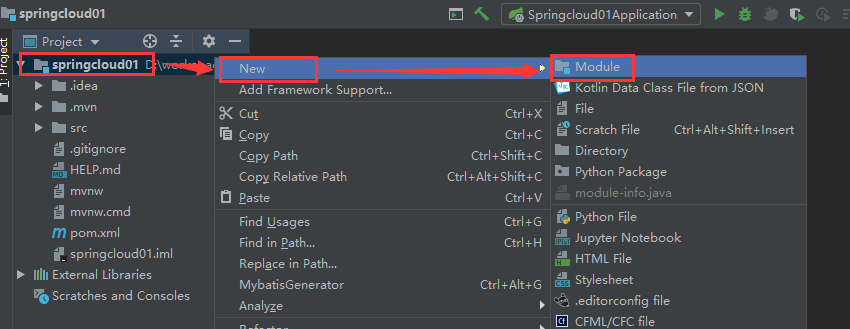 springcloud01
Springcloud01Application
1: Project
Project
springcloud01
.idea
.mvn
src
.gitignore
HELP.md
mvnw
mvnw.cmd
pom.xml
springcloud01.iml
External Libraries
Scratches and Consoles
New
Add Framework Support...
Cut Ctrl+X
Copy Ctrl+C
Copy Path Ctrl+Shift+C
Copy Relative Path Ctrl+Alt+Shift+C
Paste Ctrl+V
Find Usages Ctrl+G
Find in Path... Ctrl+H
Replace in Path...
MybatisGenerator Ctrl+Alt+G
Analyze
Refactor
Module
Kotlin Data Class File from JSON
File
Scratch File Ctrl+Alt+Shift+Insert
Directory
Python Package
module-info.java
Python File
Jupyter Notebook
HTML File
Stylesheet
.editorconfig file
CFML/CFC file